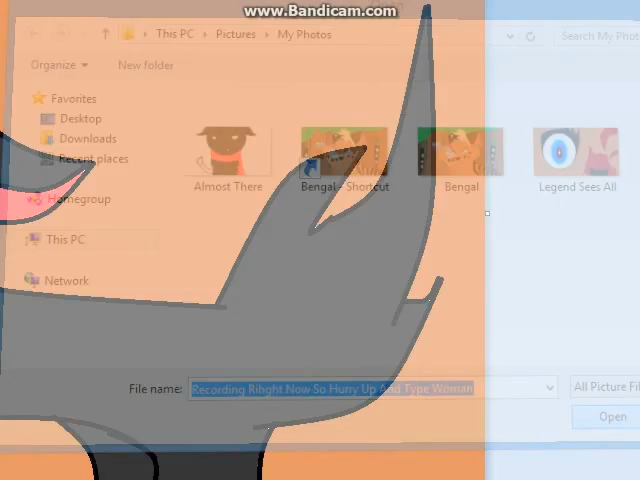 www.Bandicam.com
This PC
Pictures
My Photos
Search My Phot
Organize
New folder
Favorites
Desktop
Downloads
Recent places
Homegroup
This PC
Network
Almost There
Bengal - Shortcut
Bengal
Legend Sees All
File name:
Recording Rihght Now So Hurry Up And Type Woman
All Picture Fil
Open